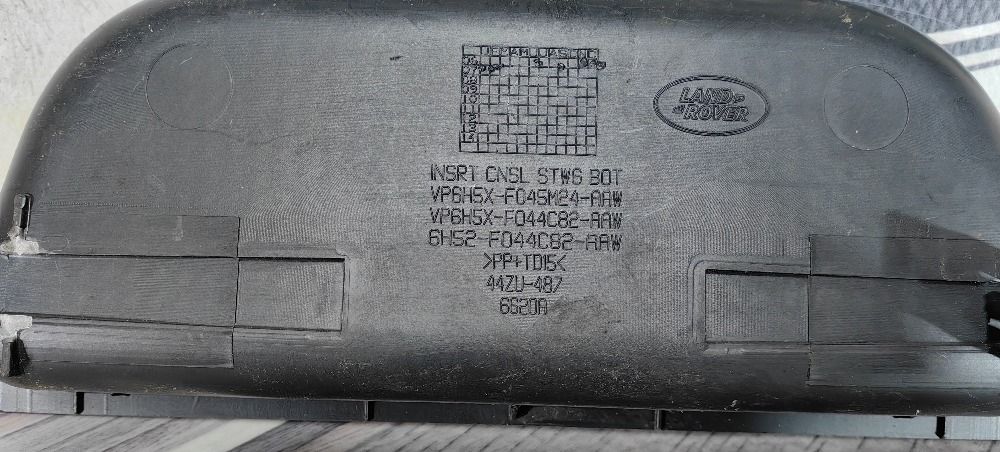 LAND
ROVER
INSRT CNSL STWG BOT
VP6H5X-F045M24-AAW
VP6H5X-F044C82-AAW
6H52-F044C82-AAW
>PP+TD15<
44ZU-487
6S20A